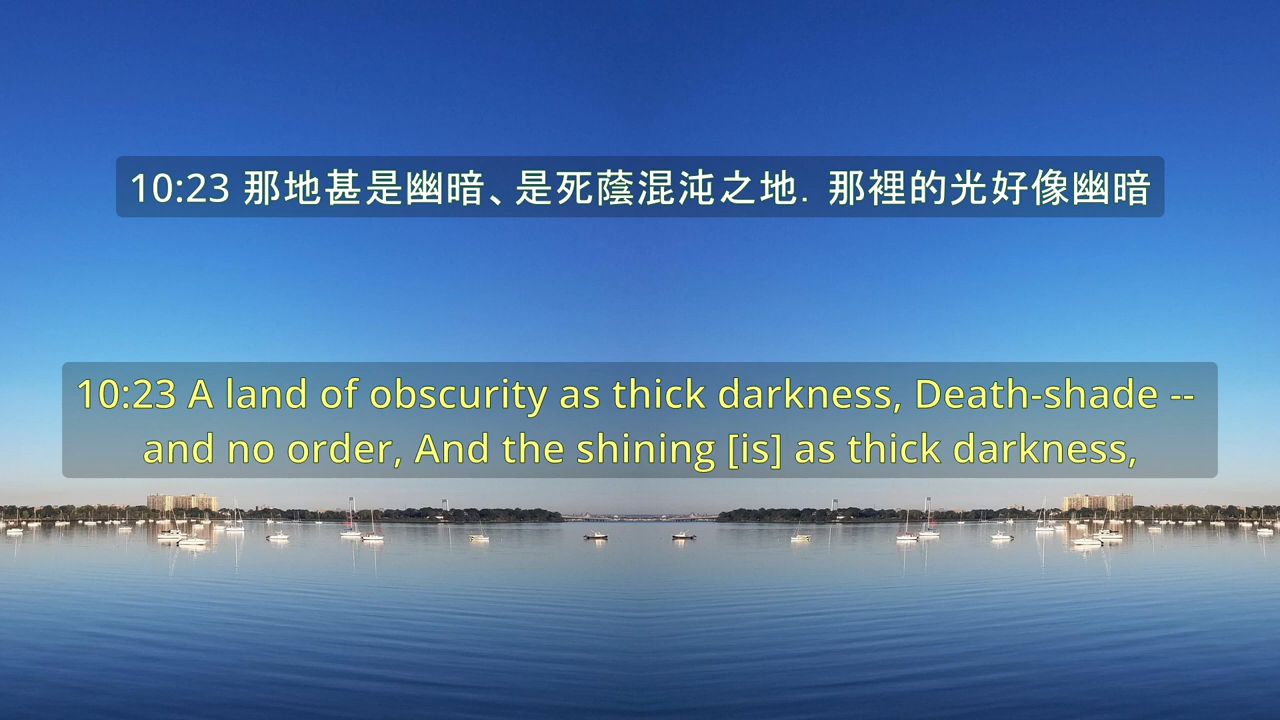 10:23 那地甚是幽暗、是死蔭混沌之地．那裡的光好像幽暗
10:23 A land of obscurity as thick darkness, Death-shade --
and no order, And the shining [is] as thick darkness,